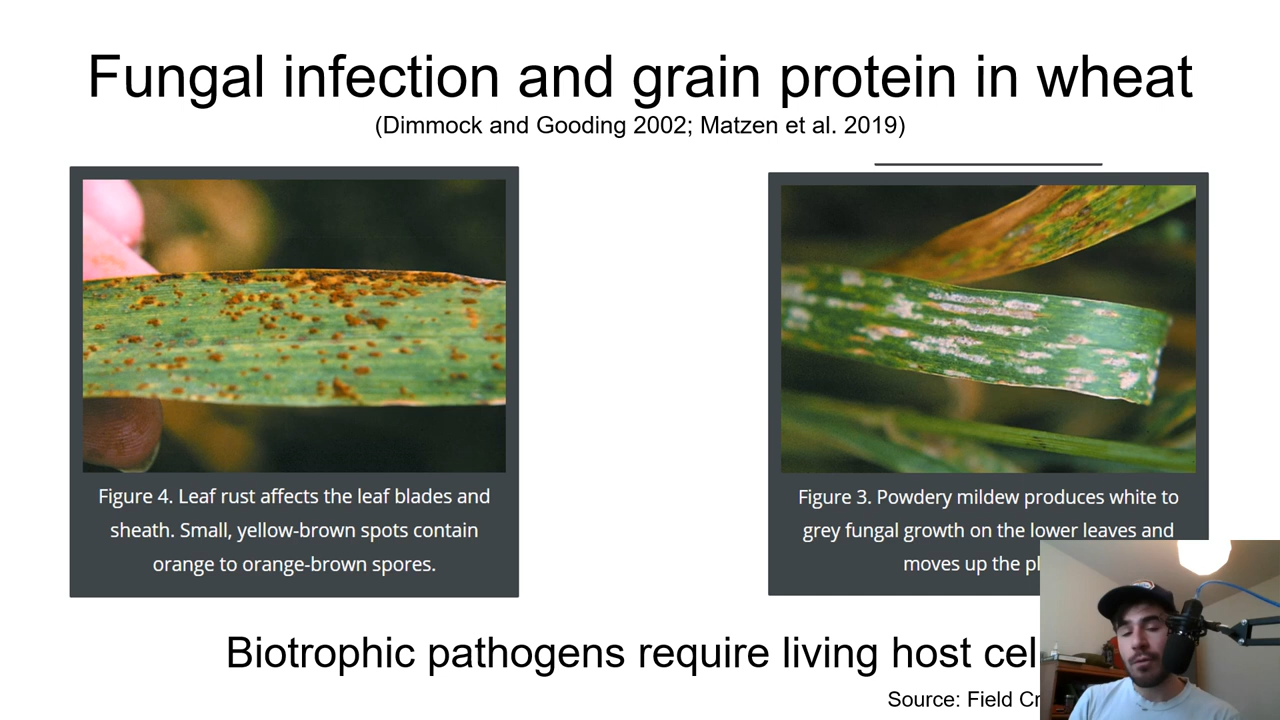 Fungal infection and grain protein in wheat
(Dimmock and Gooding 2002; Matzen et al. 2019)
Figure 4. Leaf rust affects the leaf blades and
sheath. Small, yellow-brown spots contain
orange to orange-brown spores.
Figure 3. Powdery mildew produces white to
grey fungal growth on the lower leaves and
moves up the
Biotrophic pathogens require living host
Source: Field